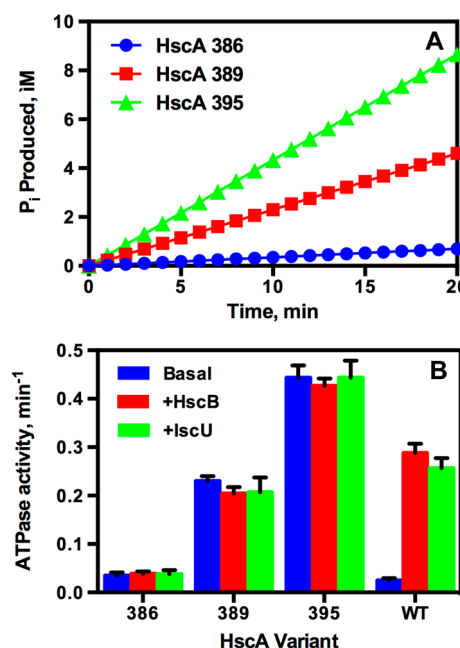 A
HscA 386
HscA 389
HscA 395
Pi Produced, iM
10
8
6
4
2
0
0 5 10 15 20
Time, min
B
Basal
+HscB
+IscU
ATPase activity, min-1
0.5
0.4
0.3
0.2
0.1
0.0
386 389 395 WT
HscA Variant